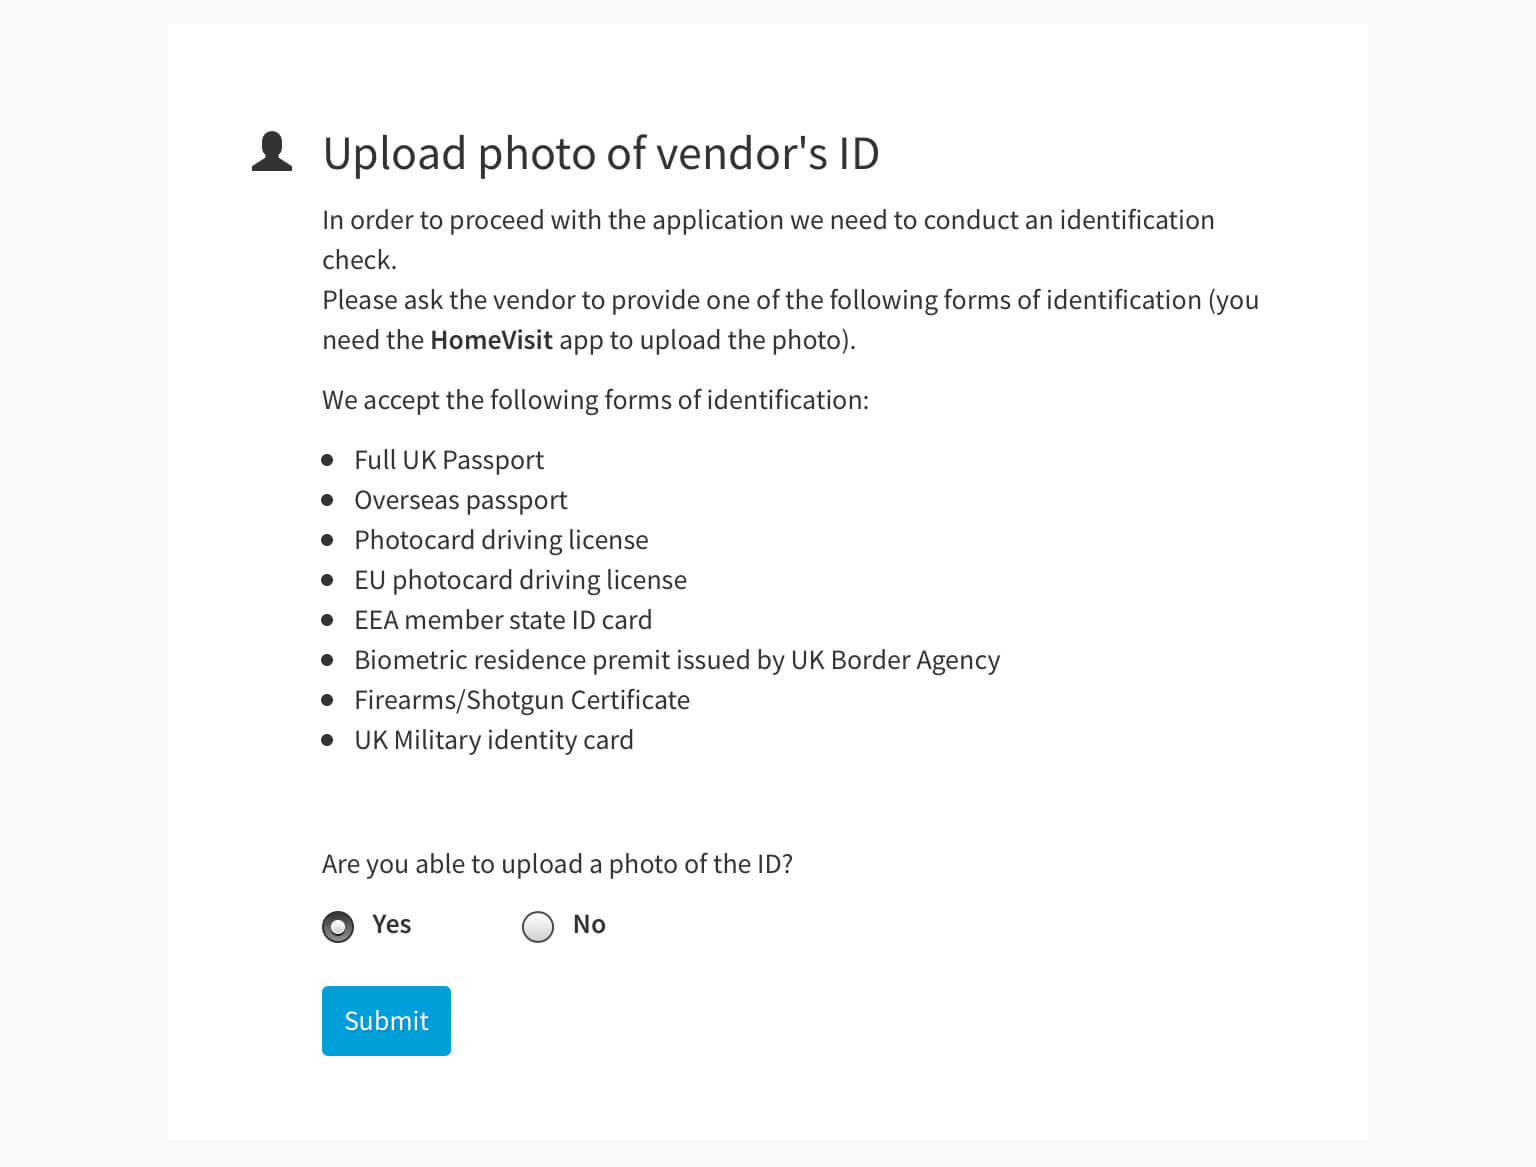 Upload photo of vendor's ID
In order to proceed with the application we need to conduct an identification
check.
Please ask the vendor to provide one of the following forms of identification (you
need the HomeVisit app to upload the photo).
We accept the following forms of identification:
Full UK Passport
Overseas passport
Photocard driving license
EU photocard driving license
EEA member state ID card
Biometric residence premit issued by UK Border Agency
Firearms/Shotgun Certificate
UK Military identity card
Are you able to upload a photo of the ID?
Yes No
Submit